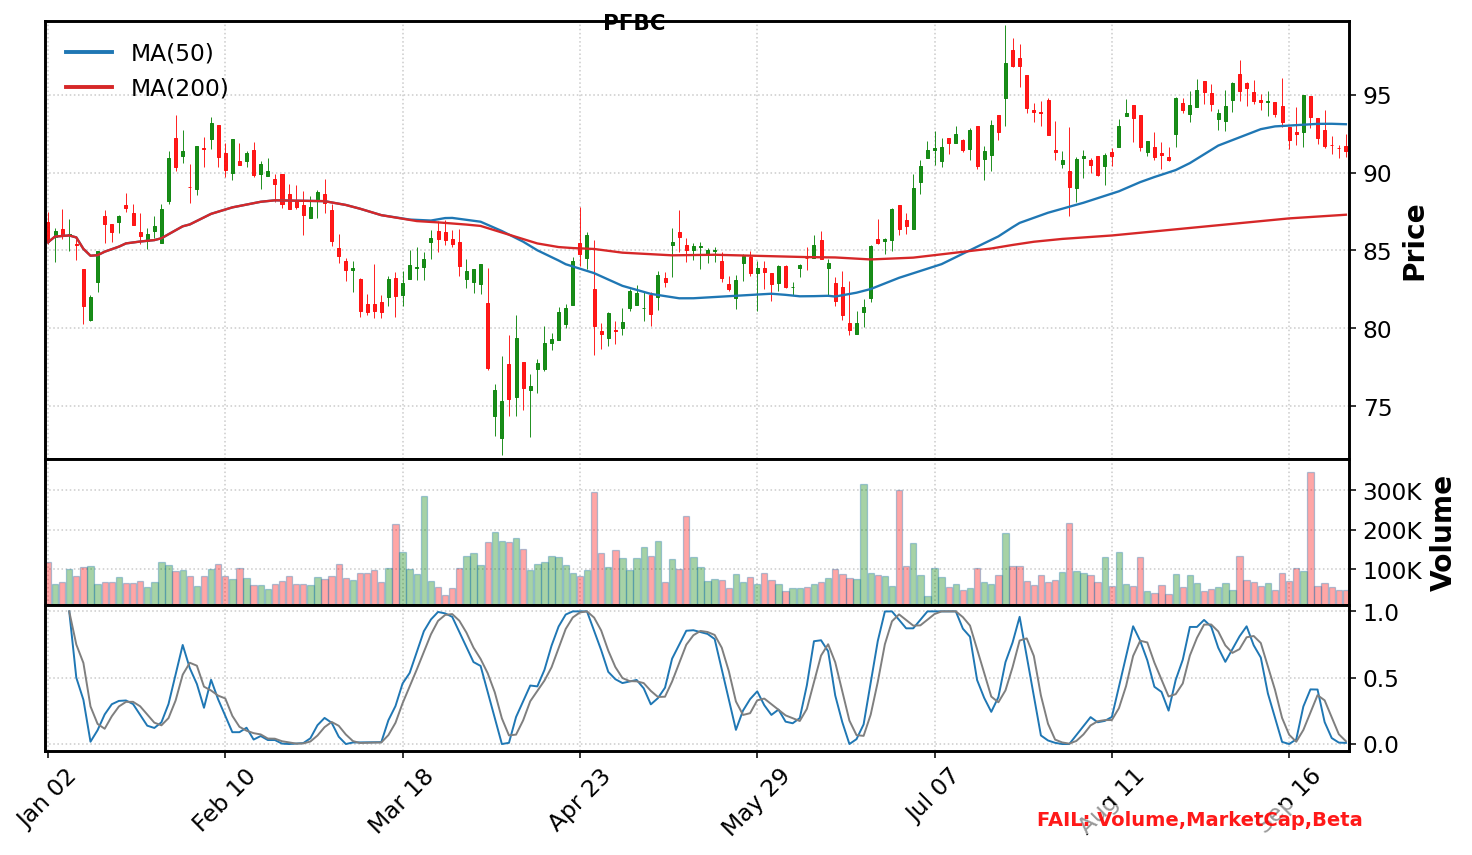 PFBC
MA(50)
MA(200)
95
90
85
80
75
Price
300K
200K
100K
Volume
1.0
0.5
0.0
Jan 02
Feb 10
Mar 18
Apr 23
May 29
Jul 07
Aug 11
Sep 16
FAIL: Volume,MarketCap,Beta